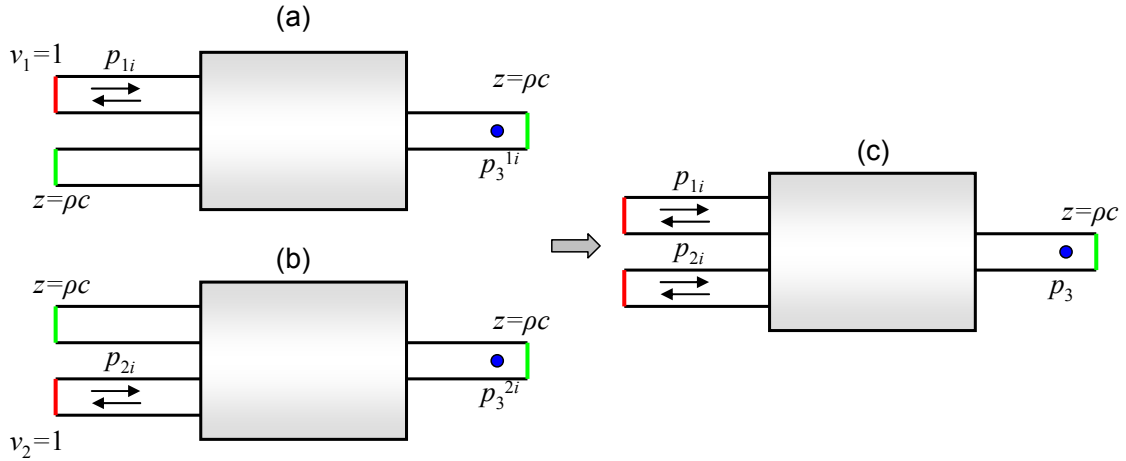 (a)
v₁=1
p₁ᵢ
z=ρc
z=ρc
p₃¹ⁱ
(b)
z=ρc
z=ρc
p₂ᵢ
p₃²ⁱ
v₂=1
(c)
p₁ᵢ
z=ρc
p₂ᵢ
p₃